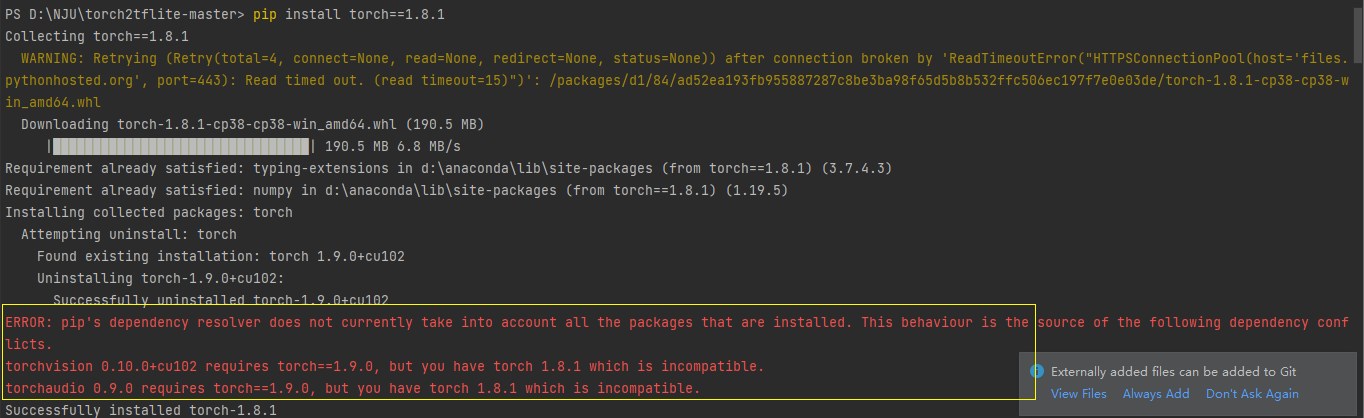 PS D:\NJU\torch2tflite-master> pip install torch==1.8.1
Collecting torch==1.8.1
WARNING: Retrying (Retry(total=4, connect=None, read=None, redirect=None, status=None)) after connection broken by 'ReadTimeoutError("HTTPSConnectionPool(host='files.
pythonhosted.org', port=443): Read timed out. (read timeout=15)")': /packages/d1/84/ad52ea193fb955887287c8be3ba98f65d5b8b532ffc506ec197f7e0e03de/torch-1.8.1-cp38-cp38-w
in_amd64.whl
Downloading torch-1.8.1-cp38-cp38-win_amd64.whl (190.5 MB)
|████████████████████████████████| 190.5 MB 6.8 MB/s
Requirement already satisfied: typing-extensions in d:\anaconda\lib\site-packages (from torch==1.8.1) (3.7.4.3)
Requirement already satisfied: numpy in d:\anaconda\lib\site-packages (from torch==1.8.1) (1.19.5)
Installing collected packages: torch
Attempting uninstall: torch
Found existing installation: torch 1.9.0+cu102
Uninstalling torch-1.9.0+cu102:
Successfully uninstalled torch-1.9.0+cu102
ERROR: pip's dependency resolver does not currently take into account all the packages that are installed. This behaviour is the source of the following dependency conf
licts.
torchvision 0.10.0+cu102 requires torch==1.9.0, but you have torch 1.8.1 which is incompatible.
torchaudio 0.9.0 requires torch==1.9.0, but you have torch 1.8.1 which is incompatible.
Successfully installed torch-1.8.1
Externally added files can be added to Git
View Files Always Add Don't Ask Again